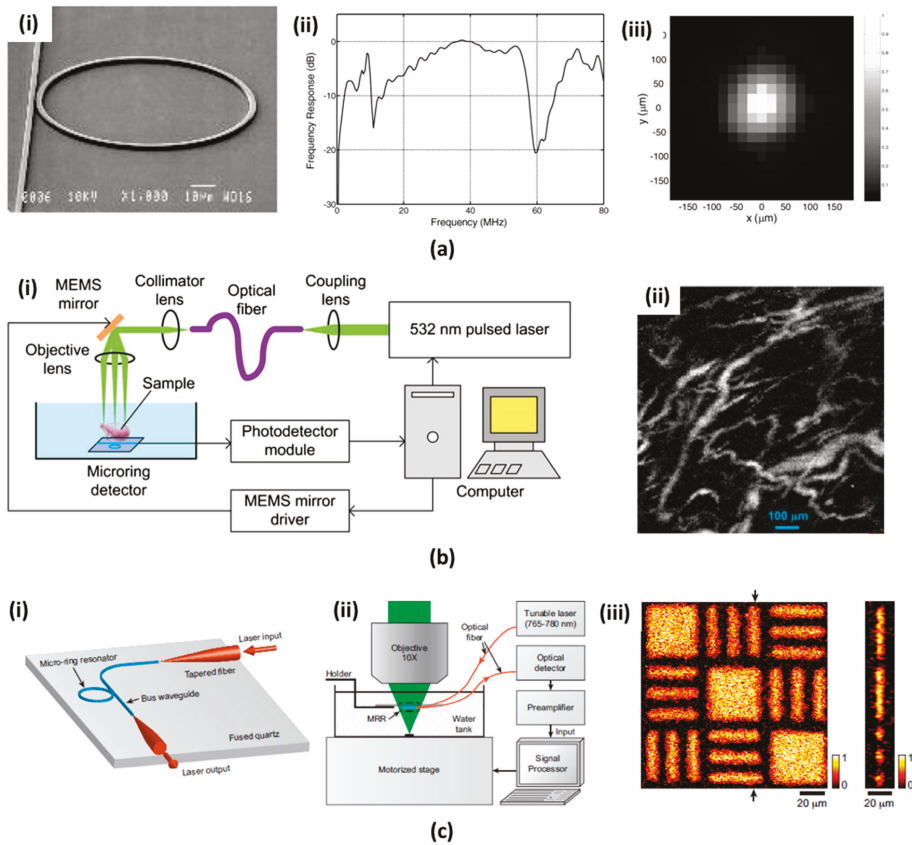 (i)
0006 10KV X1,000 10µm WD16
(ii)
Frequency Response (dB)
0
-10
-20
-30
0
20
40
60
80
Frequency (MHz)
(iii)
y (µm)
150
100
50
0
-50
-100
-150
-150 -100 -50 0 50 100 150
x (µm)
1
0.9
0.8
0.7
0.6
0.5
0.4
0.3
0.2
0.1
(a)
(i)
MEMS
mirror
Collimator
lens
Optical
fiber
Coupling
lens
532 nm pulsed laser
Objective
lens
Sample
Photodetector
module
Microring
detector
Computer
MEMS mirror
driver
(ii)
100 µm
(b)
(i)
Laser input
Micro-ring resonator
Tapered fiber
Bus waveguide
Fused quartz
Laser output
(ii)
Objective
10X
Optical
fiber
Tunable laser
(765-780 nm)
Optical
detector
Holder
MRR
Water
tank
Preamplifier
Input
Signal
Processor
Motorized stage
(iii)
1
0
20 µm
1
0
20 µm
(c)